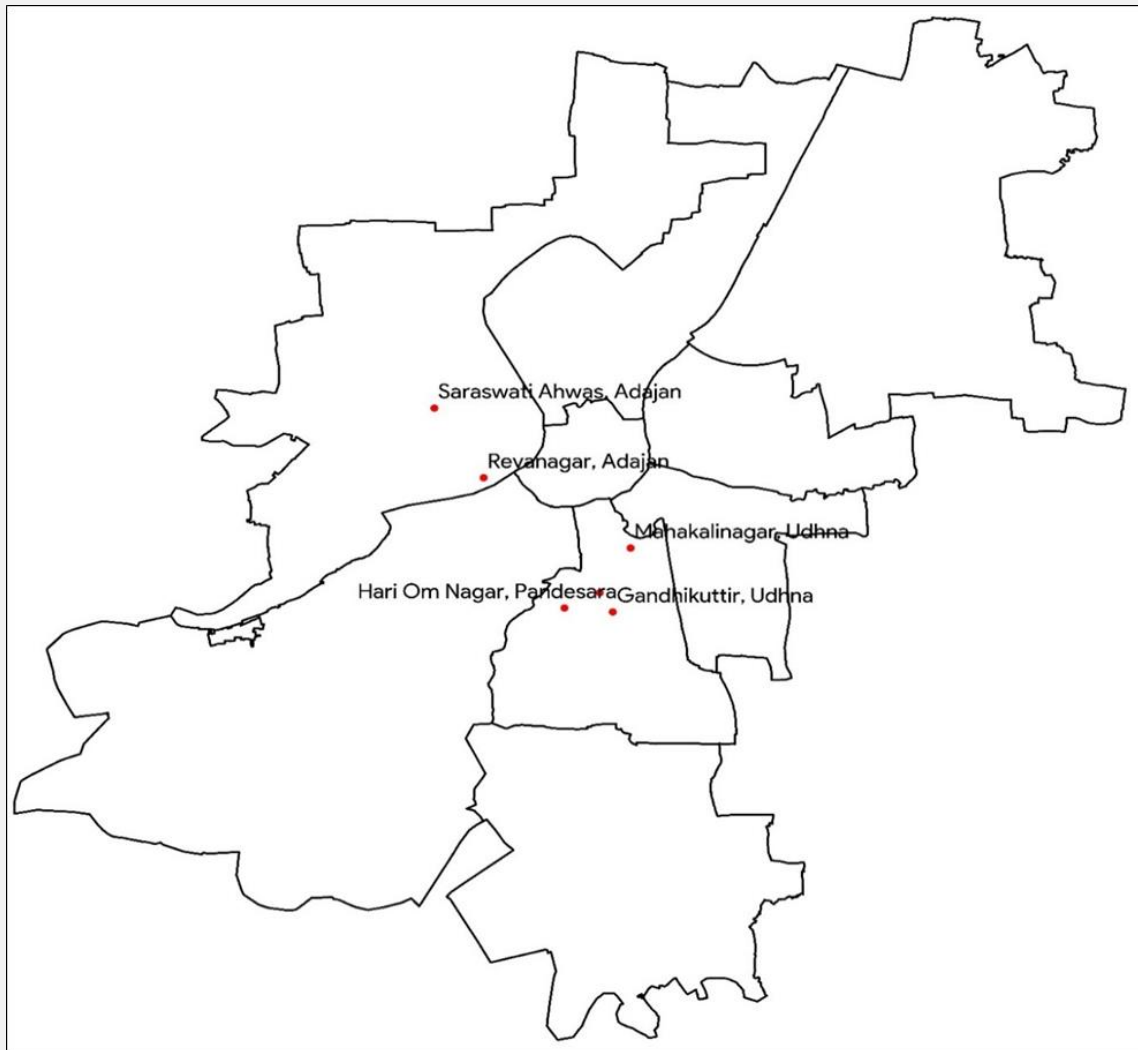 Saraswati Ahwas, Adajan
Revanagar, Adajan
Mahakalinagar, Udhna
Hari Om Nagar, Pandesara
Gandhikuttir, Udhna